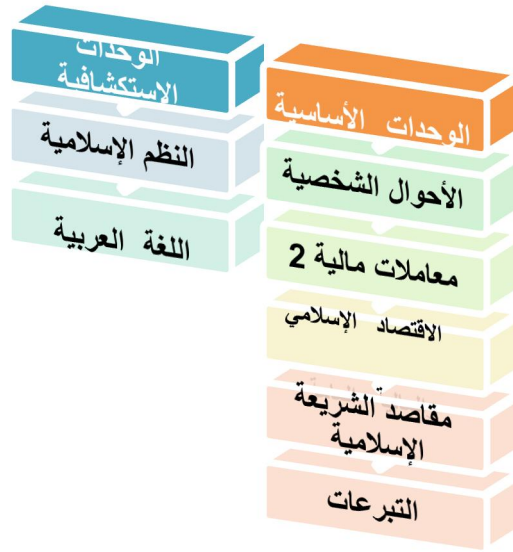 الوحدات الأساسية
الأحوال الشخصية
معاملات مالية 2
الاقتصاد الإسلامي
مقاصد الشريعة
الإسلامية
التبرعات
الوحدات
الاستكشافية
النظم الإسلامية
اللغة العربية